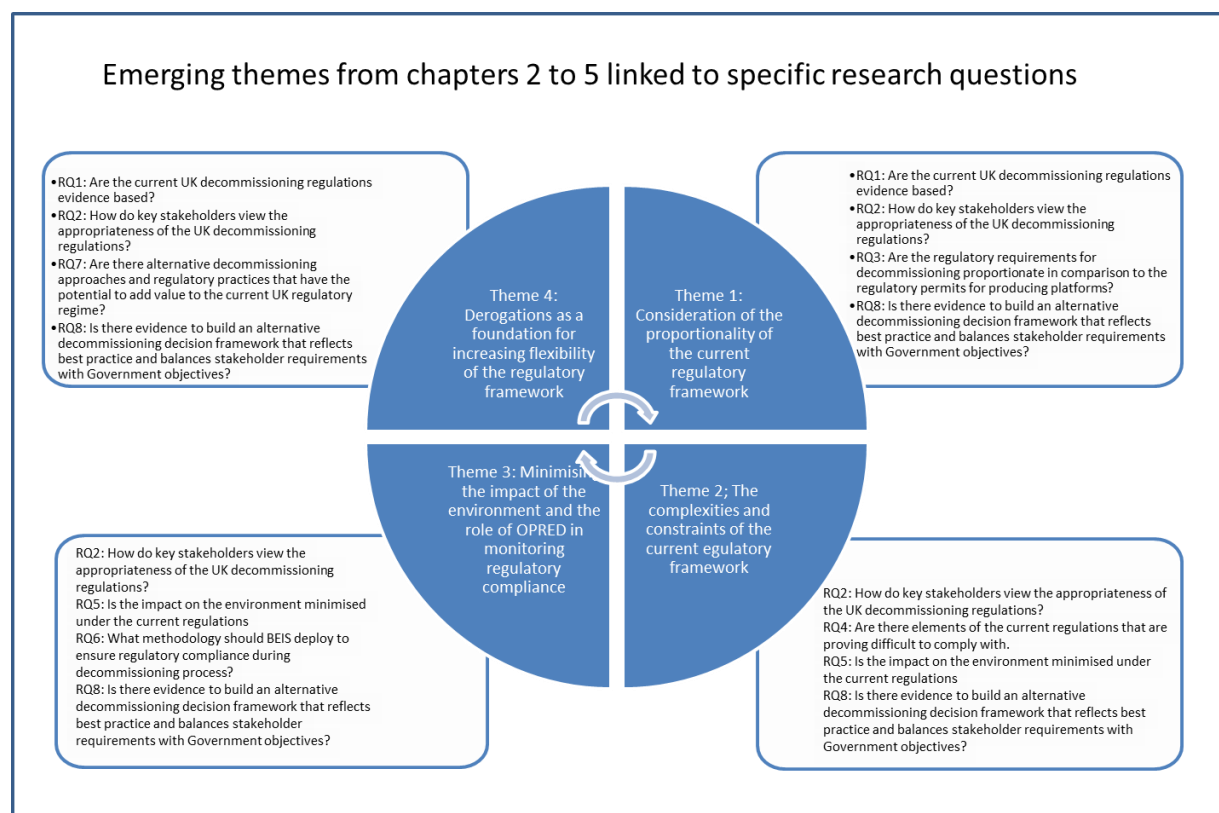 Emerging themes from chapters 2 to 5 linked to specific research questions
•RQ1: Are the current UK decommissioning regulations
evidence based?
•RQ2: How do key stakeholders view the
appropriateness of the UK decommissioning
regulations?
•RQ7: Are there alternative decommissioning
approaches and regulatory practices that have the
potential to add value to the current UK regulatory
regime?
•RQ8: Is there evidence to build an alternative
decommissioning decision framework that reflects
best practice and balances stakeholder requirements
with Government objectives?
Theme 4:
Derogations as a
foundation for
increasing flexibility
of the regulatory
framework
Theme 1:
Consideration of the
proportionality of
the current
regulatory
framework
•RQ1: Are the current UK decommissioning regulations
evidence based?
•RQ2: How do key stakeholders view the
appropriateness of the UK decommissioning
regulations?
•RQ3: Are the regulatory requirements for
decommissioning proportionate in comparison to the
regulatory permits for producing platforms?
•RQ8: Is there evidence to build an alternative
decommissioning decision framework that reflects
best practice and balances stakeholder requirements
with Government objectives?
RQ2: How do key stakeholders view the
appropriateness of the UK decommissioning
regulations?
RQ5: Is the impact on the environment minimised
under the current regulations
RQ6: What methodology should BEIS deploy to
ensure regulatory compliance during
decommissioning process?
RQ8: Is there evidence to build an alternative
decommissioning decision framework that reflects
best practice and balances stakeholder
requirements with Government objectives?
Theme 3: Minimising
the impact of the
environment and the
role of OPRED in
monitoring
regulatory
compliance
Theme 2; The
complexities and
constraints of the
current egulatory
framework
RQ2: How do key stakeholders view the appropriateness of
the UK decommissioning regulations?
RQ4: Are there elements of the current regulations that are
proving difficult to comply with.
RQ5: Is the impact on the environment minimised under
the current regulations
RQ8: Is there evidence to build an alternative
decommissioning decision framework that reflects best
practice and balances stakeholder requirements with
Government objectives?